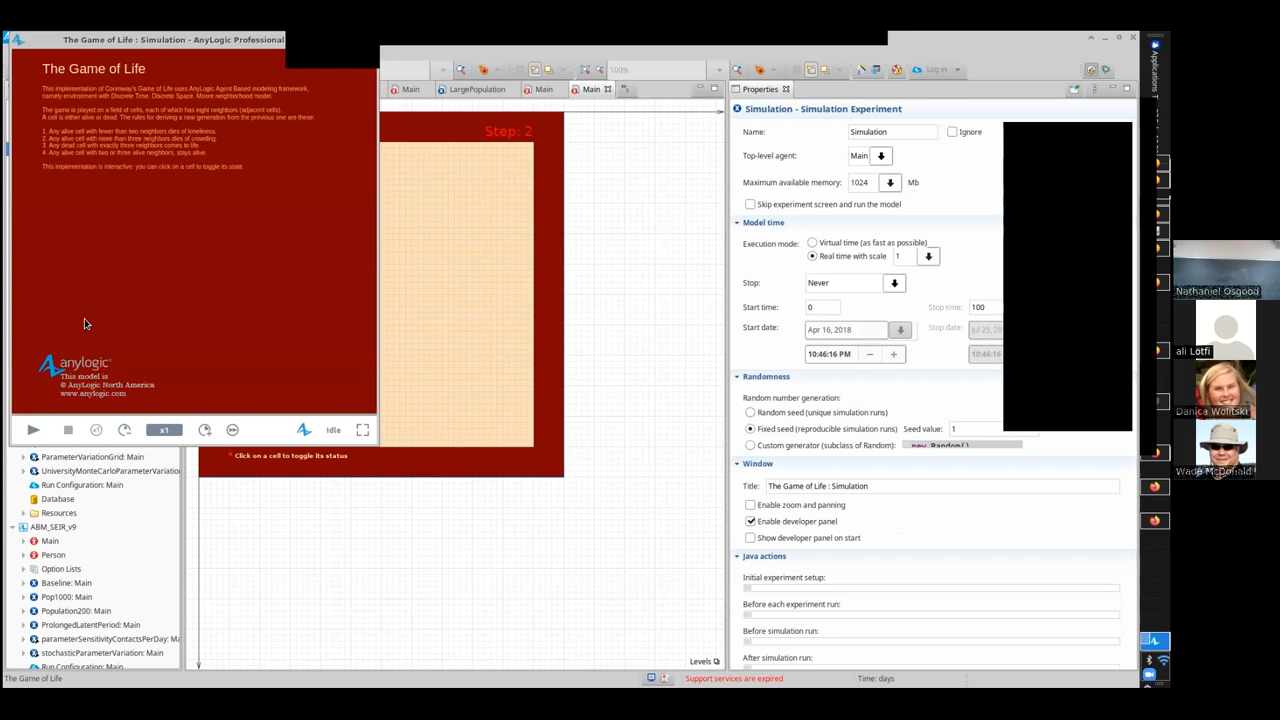 The Game of Life : Simulation - AnyLogic Professional
The Game of Life
This implementation of Conway's Game of Life uses AnyLogic Agent Based modeling framework,
namely environment with Discrete Time, Discrete Space. Moore neighborhood model.
The game is played on a field of cells, each of which has eight neighbors (adjacent cells).
A cell is either alive or dead. The rules for deriving a new generation from the previous one are these:
1. Any alive cell with fewer than two neighbors dies of loneliness.
2. Any alive cell with more than three neighbors dies of crowding.
3. Any dead cell with exactly three neighbors comes to life.
4. Any alive cell with two or three alive neighbors, stays alive.
This implementation is interactive: you can click on a cell to toggle its state.
anylogic
This model is
© AnyLogic North America
www.anylogic.com
x1
Idle
100%
Log in
Main
LargePopulation
Main
Main
Step: 2
* Click on a cell to toggle its status
Levels
ParameterVariationGrid: Main
UniversityMonteCarloParameterVariatio
Run Configuration: Main
Database
Resources
ABM_SEIR_v9
Main
Person
Option Lists
Baseline: Main
Pop1000: Main
Population200: Main
ProlongedLatentPeriod: Main
parameterSensitivityContactsPerDay: Ma
stochasticParameterVariation: Main
Run Configuration: Main
Properties
Simulation - Simulation Experiment
Name: Simulation Ignore
Top-level agent: Main
Maximum available memory: 1024 Mb
Skip experiment screen and run the model
Model time
Execution mode: Virtual time (as fast as possible)
Real time with scale 1
Stop: Never
Start time: 0 Stop time: 100
Start date: Apr 16, 2018 Stop date: Jul 25, 20
10:46:16 PM 10:46:16
Randomness
Random number generation:
Random seed (unique simulation runs)
Fixed seed (reproducible simulation runs) Seed value: 1
Custom generator (subclass of Random): new Random()
Window
Title: The Game of Life : Simulation
Enable zoom and panning
Enable developer panel
Show developer panel on start
Java actions
Initial experiment setup:
Before each experiment run:
Before simulation run:
After simulation run:
The Game of Life
Support services are expired
Time: days
Applications
Nathaniel Osgood
ali Lotfi
Danica Wolitski
Wade McDonald